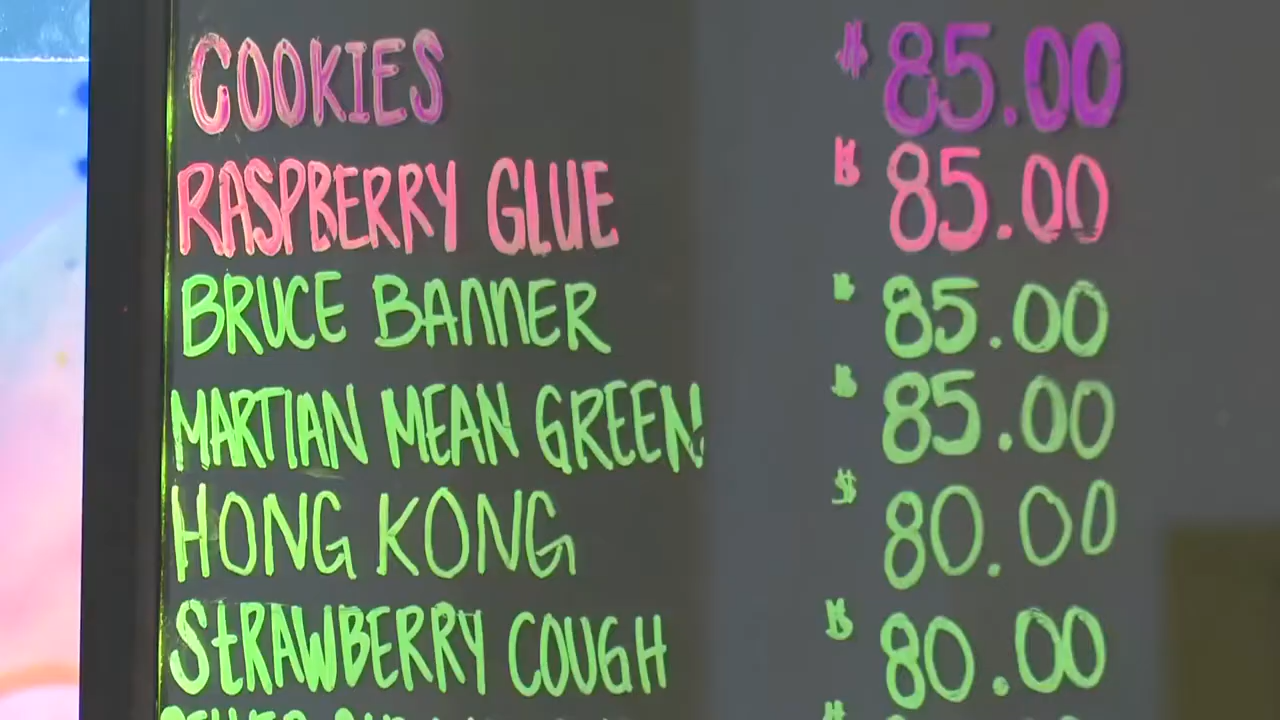 COOKIES $85.00
RASPBERRY GLUE $85.00
BRUCE BANNER $85.00
MARTIAN MEAN GREEN $85.00
HONG KONG $80.00
STRAWBERRY COUGH $80.00